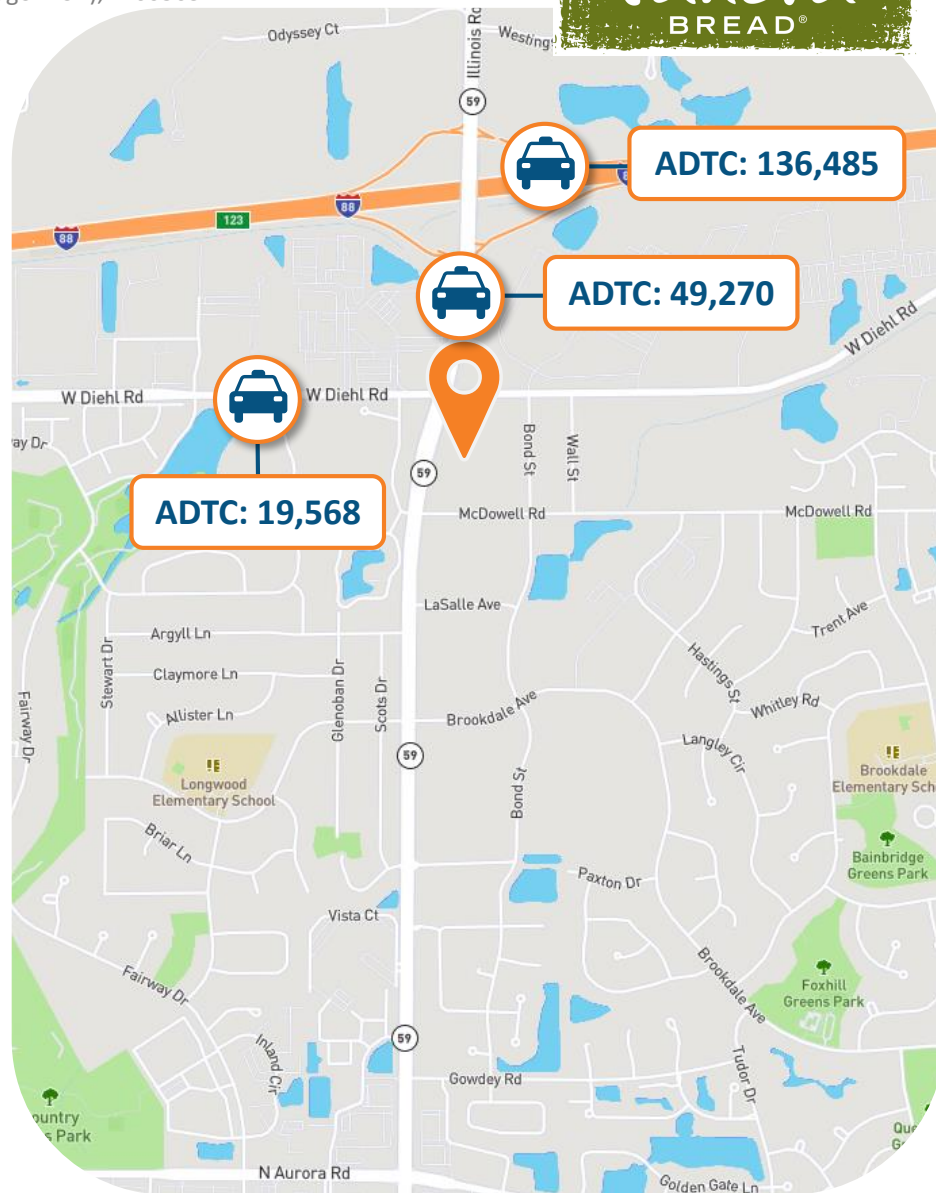 BREAD®
Odyssey Ct
Illinois Rd
59
ADTC: 136,485
88
123
88
ADTC: 49,270
W Diehl Rd
W Diehl Rd
W Diehl Rd
59
Bond St
Wall St
ADTC: 19,568
McDowell Rd
McDowell Rd
LaSalle Ave
Trent Ave
Argyll Ln
Stewart Dr
Claymore Ln
Glenoban Dr
Scots Dr
Hastings St
Whitley Rd
Fairway Dr
Allister Ln
Brookdale Ave
Langley Cir
59
Longwood
Elementary School
Brookdale
Elementary Sch
Bond St
Briar Ln
Bainbridge
Greens Park
Paxton Dr
Vista Ct
Fairway Dr
Brookdale Ave
Foxhill
Greens Park
59
Inland Cir
Gowdey Rd
Tudor Dr
Park
N Aurora Rd
Golden Gate Ln